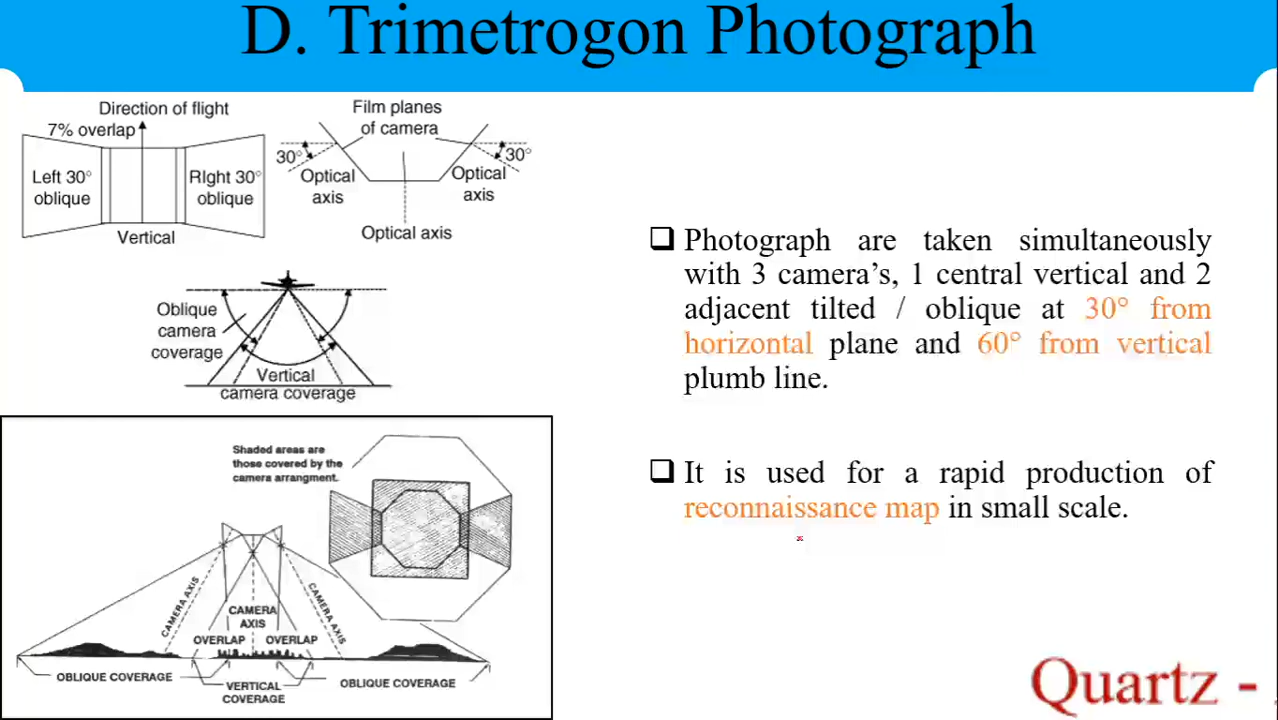 D. Trimetrogon Photograph
Direction of flight
7% overlap
Left 30°
oblique
RIght 30°
oblique
Vertical
Film planes
of camera
30°
30°
Optical
axis
Optical
axis
Optical axis
Oblique
camera
coverage
Vertical
camera coverage
Shaded areas are
those covered by the
camera arrangment.
CAMERA AXIS
CAMERA
AXIS
CAMERA AXIS
OVERLAP
OVERLAP
OBLIQUE COVERAGE
VERTICAL
COVERAGE
OBLIQUE COVERAGE
❑ Photograph are taken simultaneously
with 3 camera's, 1 central vertical and 2
adjacent tilted / oblique at 30° from
horizontal plane and 60° from vertical
plumb line.
❑ It is used for a rapid production of
reconnaissance map in small scale.
Quartz -